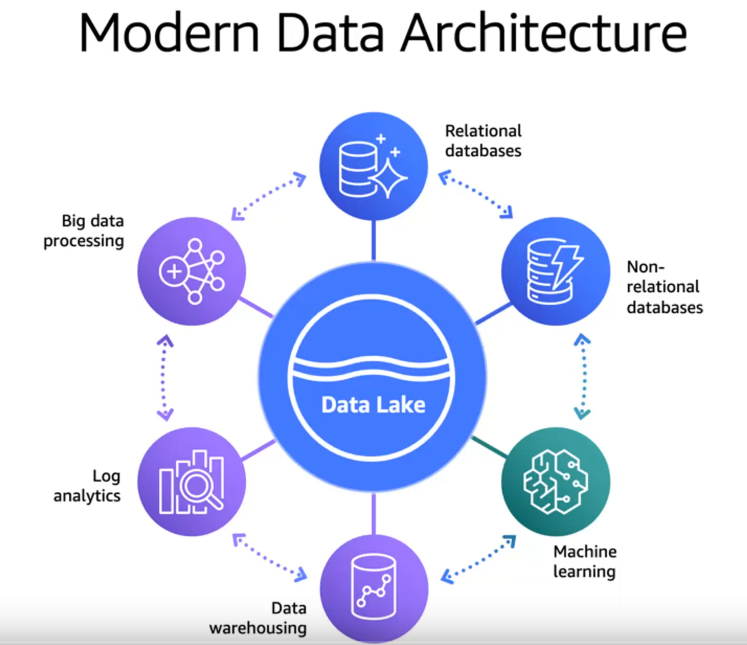 Modern Data Architecture
Relational
databases
Big data
processing
Non-
relational
databases
Data Lake
Log
analytics
Machine
learning
Data
warehousing